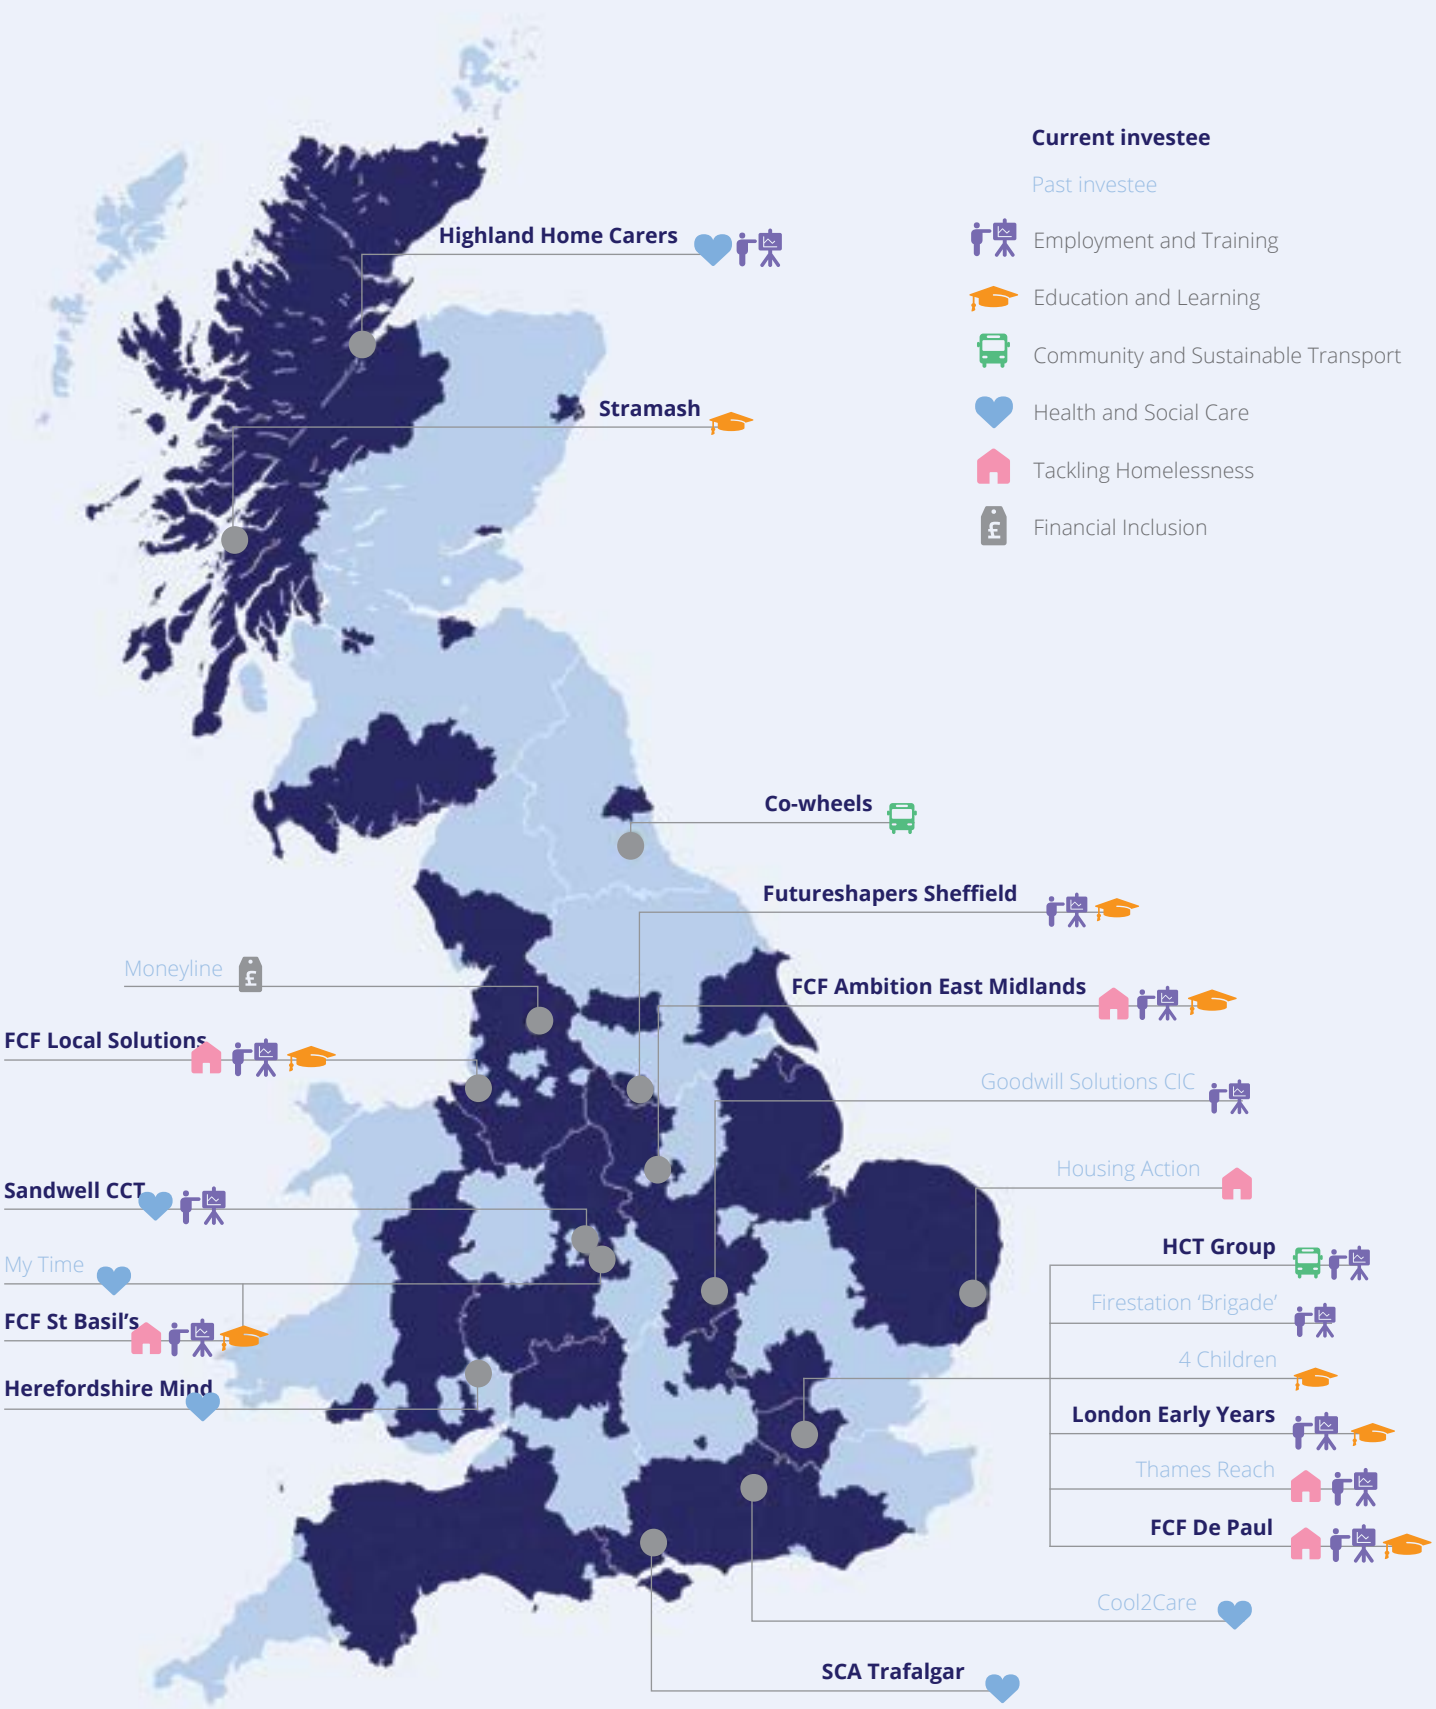 Current investee
Past investee
Employment and Training
Education and Learning
Community and Sustainable Transport
Health and Social Care
Tackling Homelessness
£ Financial Inclusion
Highland Home Carers
Stramash
Co-wheels
Futureshapers Sheffield
Moneyline £
FCF Ambition East Midlands
FCF Local Solutions
Goodwill Solutions CIC
Housing Action
Sandwell CCT
My Time
FCF St Basil’s
Herefordshire Mind
HCT Group
Firestation ‘Brigade’
4 Children
London Early Years
Thames Reach
FCF De Paul
Cool2Care
SCA Trafalgar